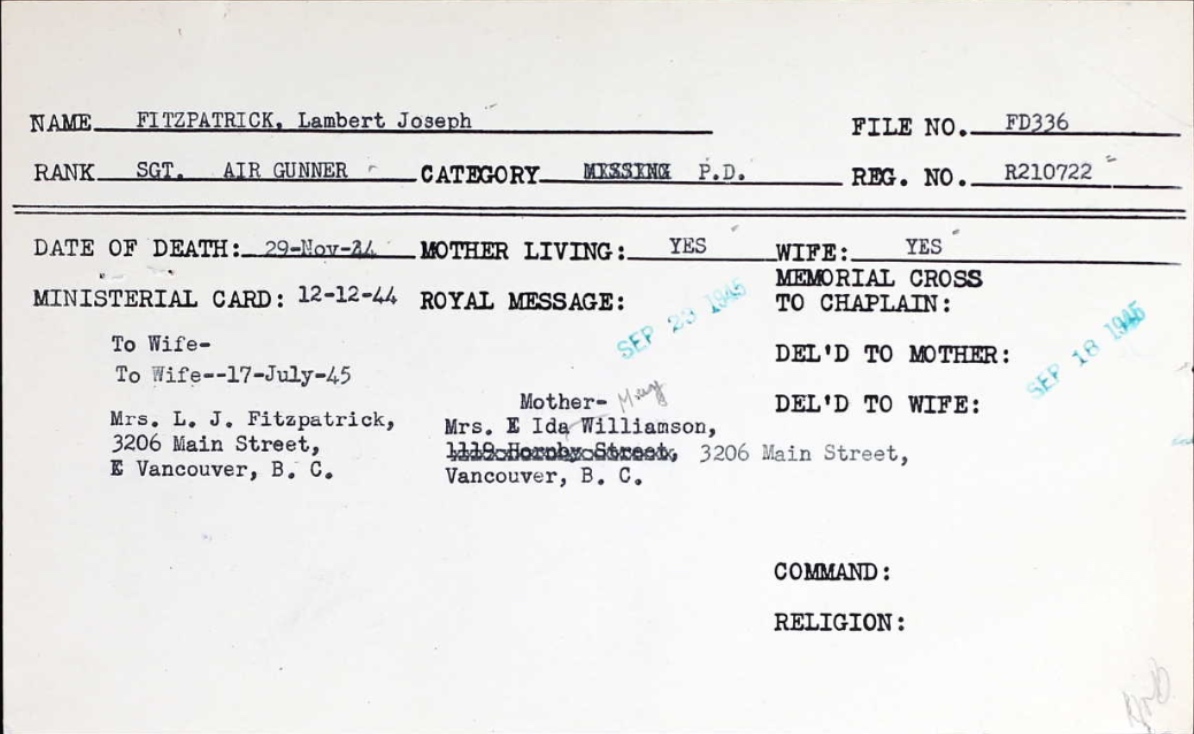 NAME FITZPATRICK, Lambert Joseph FILE NO. FD336
RANK SGT. AIR GUNNER CATEGORY MISSING P.D. REG. NO. R210722
DATE OF DEATH: 29-Nov-44 MOTHER LIVING: YES WIFE: YES
MINISTERIAL CARD: 12-12-44 ROYAL MESSAGE: SEP 23 1945 MEMORIAL CROSS
TO CHAPLAIN:
To Wife-
To Wife--17-July-45
DEL'D TO MOTHER: SEP 18 1945
DEL'D TO WIFE:
Mrs. L. J. Fitzpatrick,
3206 Main Street,
E Vancouver, B. C.
Mother-
Mrs. E Ida Williamson,
Hornby Street, 3206 Main Street,
Vancouver, B. C.
COMMAND:
RELIGION: